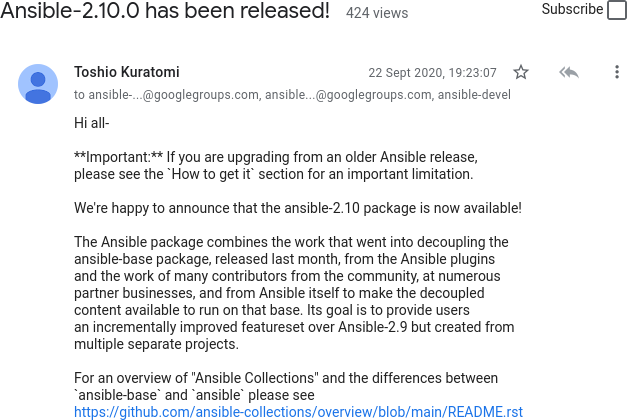 Ansible-2.10.0 has been released! 424 views Subscribe
Toshio Kuratomi 22 Sept 2020, 19:23:07
to ansible-...@googlegroups.com, ansible...@googlegroups.com, ansible-devel
Hi all-
**Important:** If you are upgrading from an older Ansible release,
please see the `How to get it` section for an important limitation.
We're happy to announce that the ansible-2.10 package is now available!
The Ansible package combines the work that went into decoupling the
ansible-base package, released last month, from the Ansible plugins
and the work of many contributors from the community, at numerous
partner businesses, and from Ansible itself to make the decoupled
content available to run on that base. Its goal is to provide users
an incrementally improved featureset over Ansible-2.9 but created from
multiple separate projects.
For an overview of "Ansible Collections" and the differences between
`ansible-base` and `ansible` please see
https://github.com/ansible-collections/overview/blob/main/README.rst